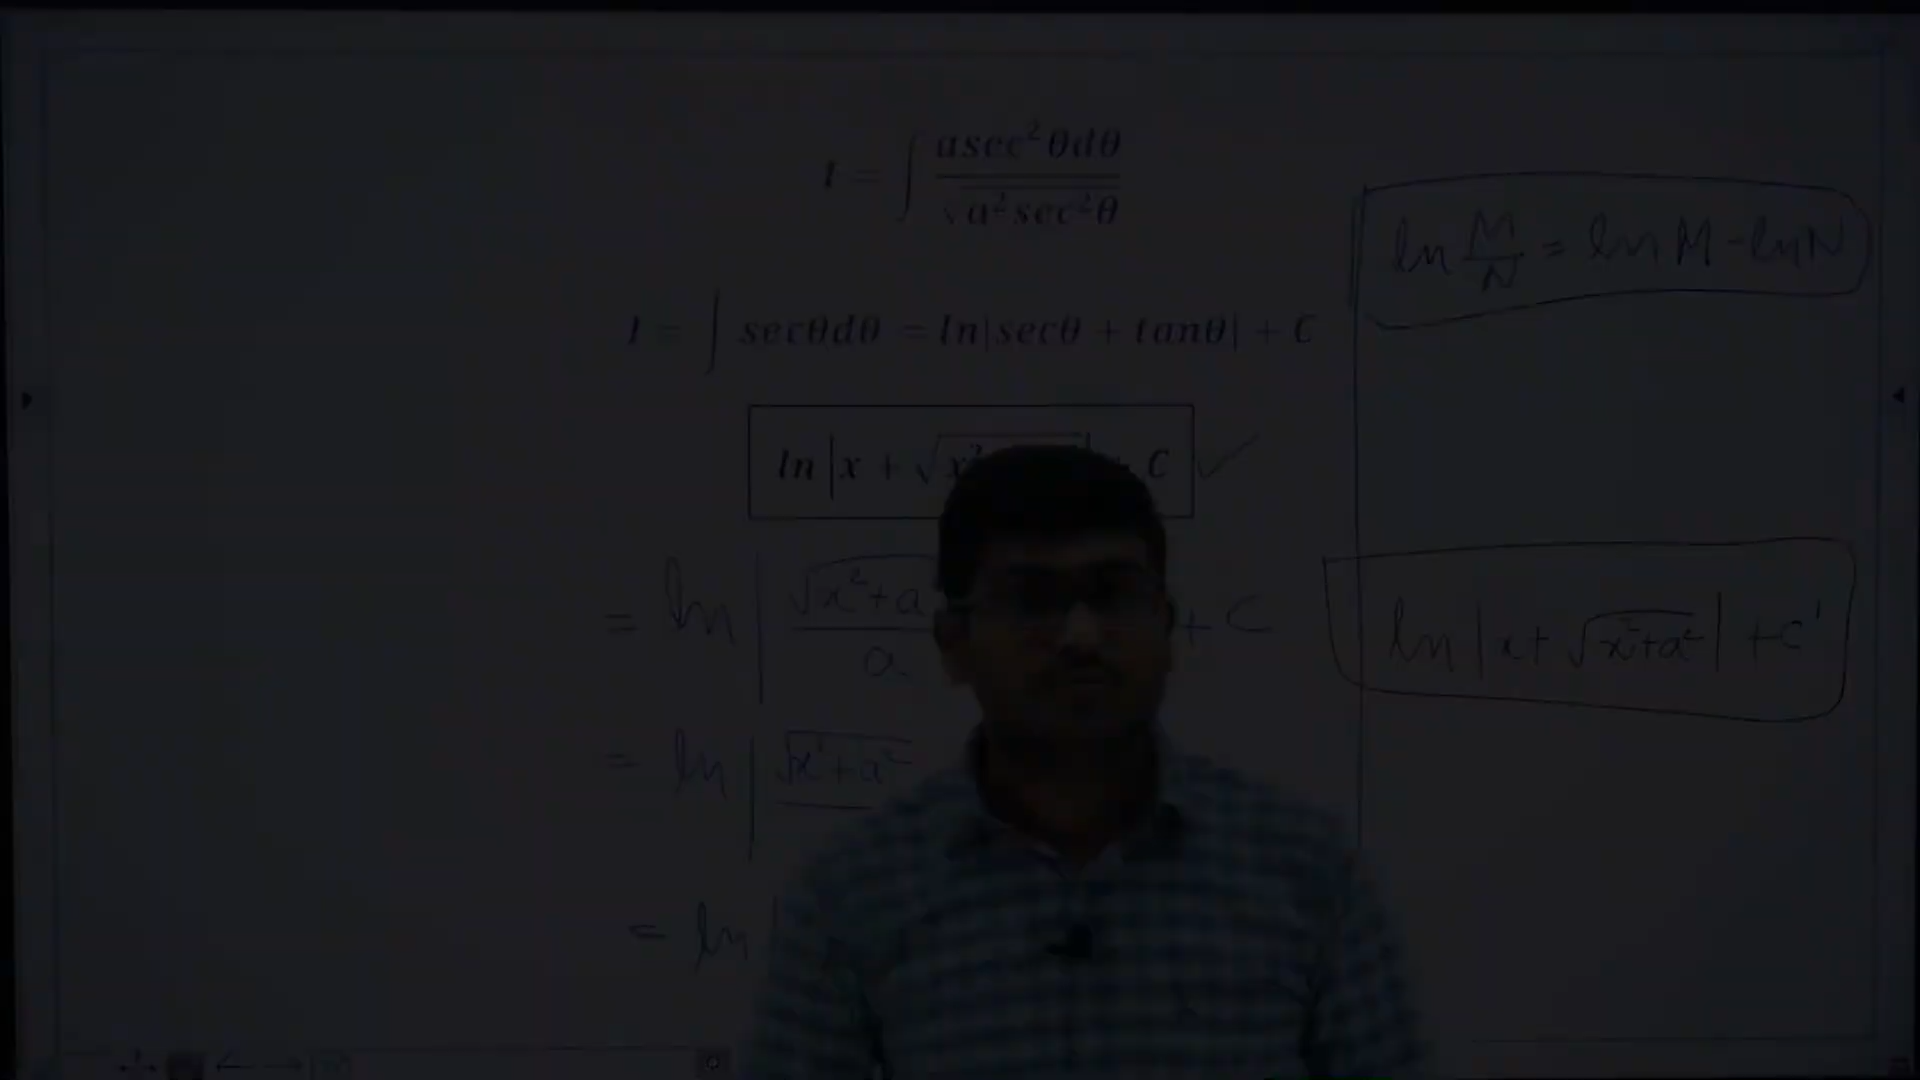 I = ∫ asec²θdθ / √a²sec²θ
I = ∫ secθdθ = ln|secθ + tanθ| + C
ln|x + √x² C
= ln | √x²+a / a + C
= ln | √x²+a²
= ln
ln M/N = ln M - ln N
ln |x + √x²+a²| + C'